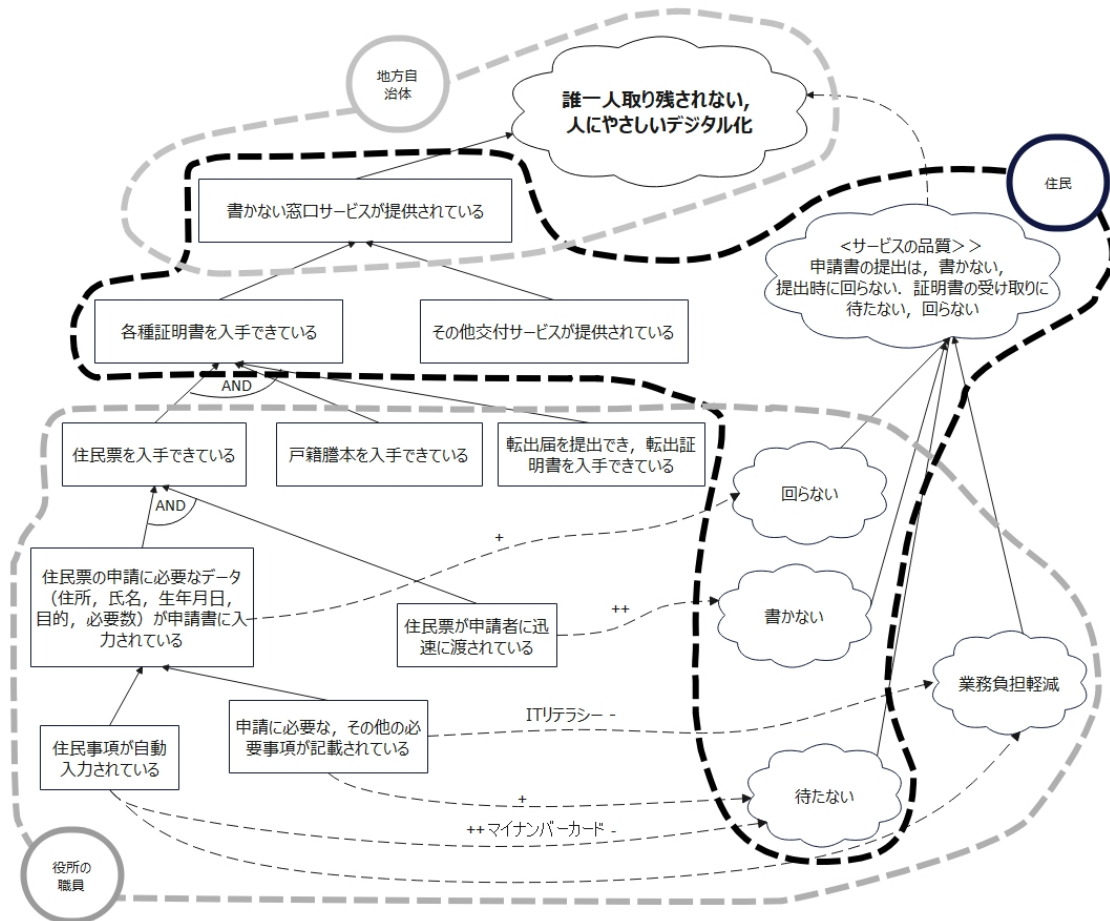 地方自
治体
誰一人取り残されない，
人にやさしいデジタル化
住民
書かない窓口サービスが提供されている
<サービスの品質＞＞
申請書の提出は，書かない，
提出時に回らない．証明書の受け取りに
待たない，回らない
各種証明書を入手できている
その他交付サービスが提供されている
AND
住民票を入手できている
戸籍謄本を入手できている
転出届を提出でき，転出証
明書を入手できている
回らない
AND
+
住民票の申請に必要なデータ
（住所，氏名，生年月日，
目的，必要数）が申請書に入
力されている
住民票が申請者に迅
速に渡されている
++
書かない
業務負担軽減
申請に必要な，その他の必
要事項が記載されている
ITリテラシー -
住民事項が自動
入力されている
+
待たない
++ マイナンバーカード -
役所の
職員